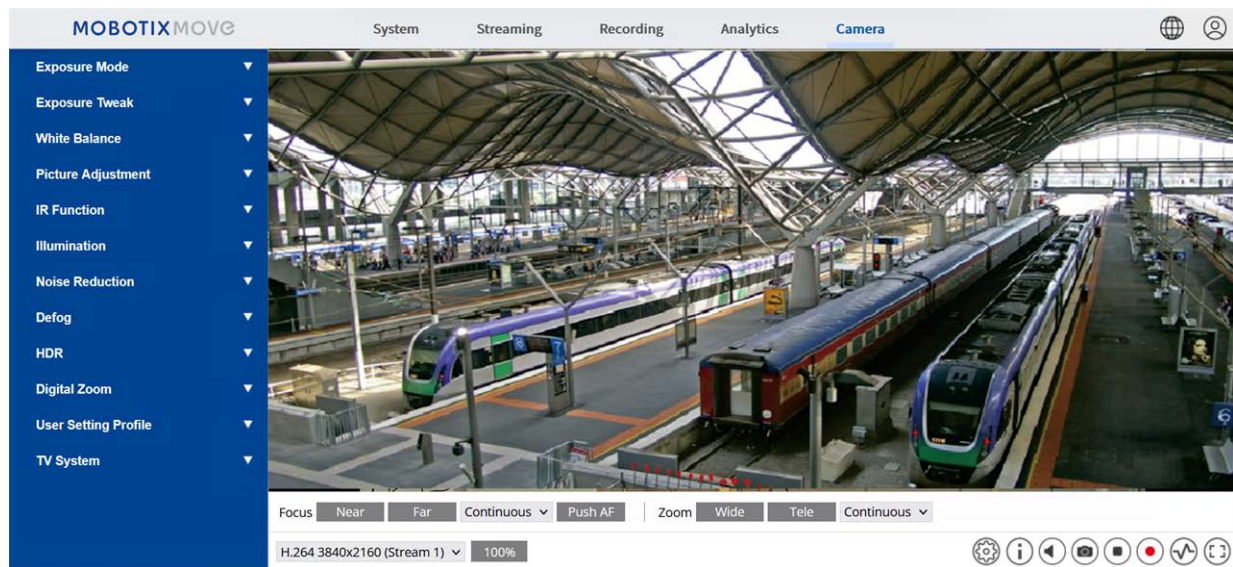 MOBOTIXMOVE System Streaming Recording Analytics Camera
Exposure Mode
Exposure Tweak
White Balance
Picture Adjustment
IR Function
Illumination
Noise Reduction
Defog
HDR
Digital Zoom
User Setting Profile
TV System
6
Focus Near Far Continuous Push AF Zoom Wide Tele Continuous
H.264 3840x2160 (Stream 1) 100%